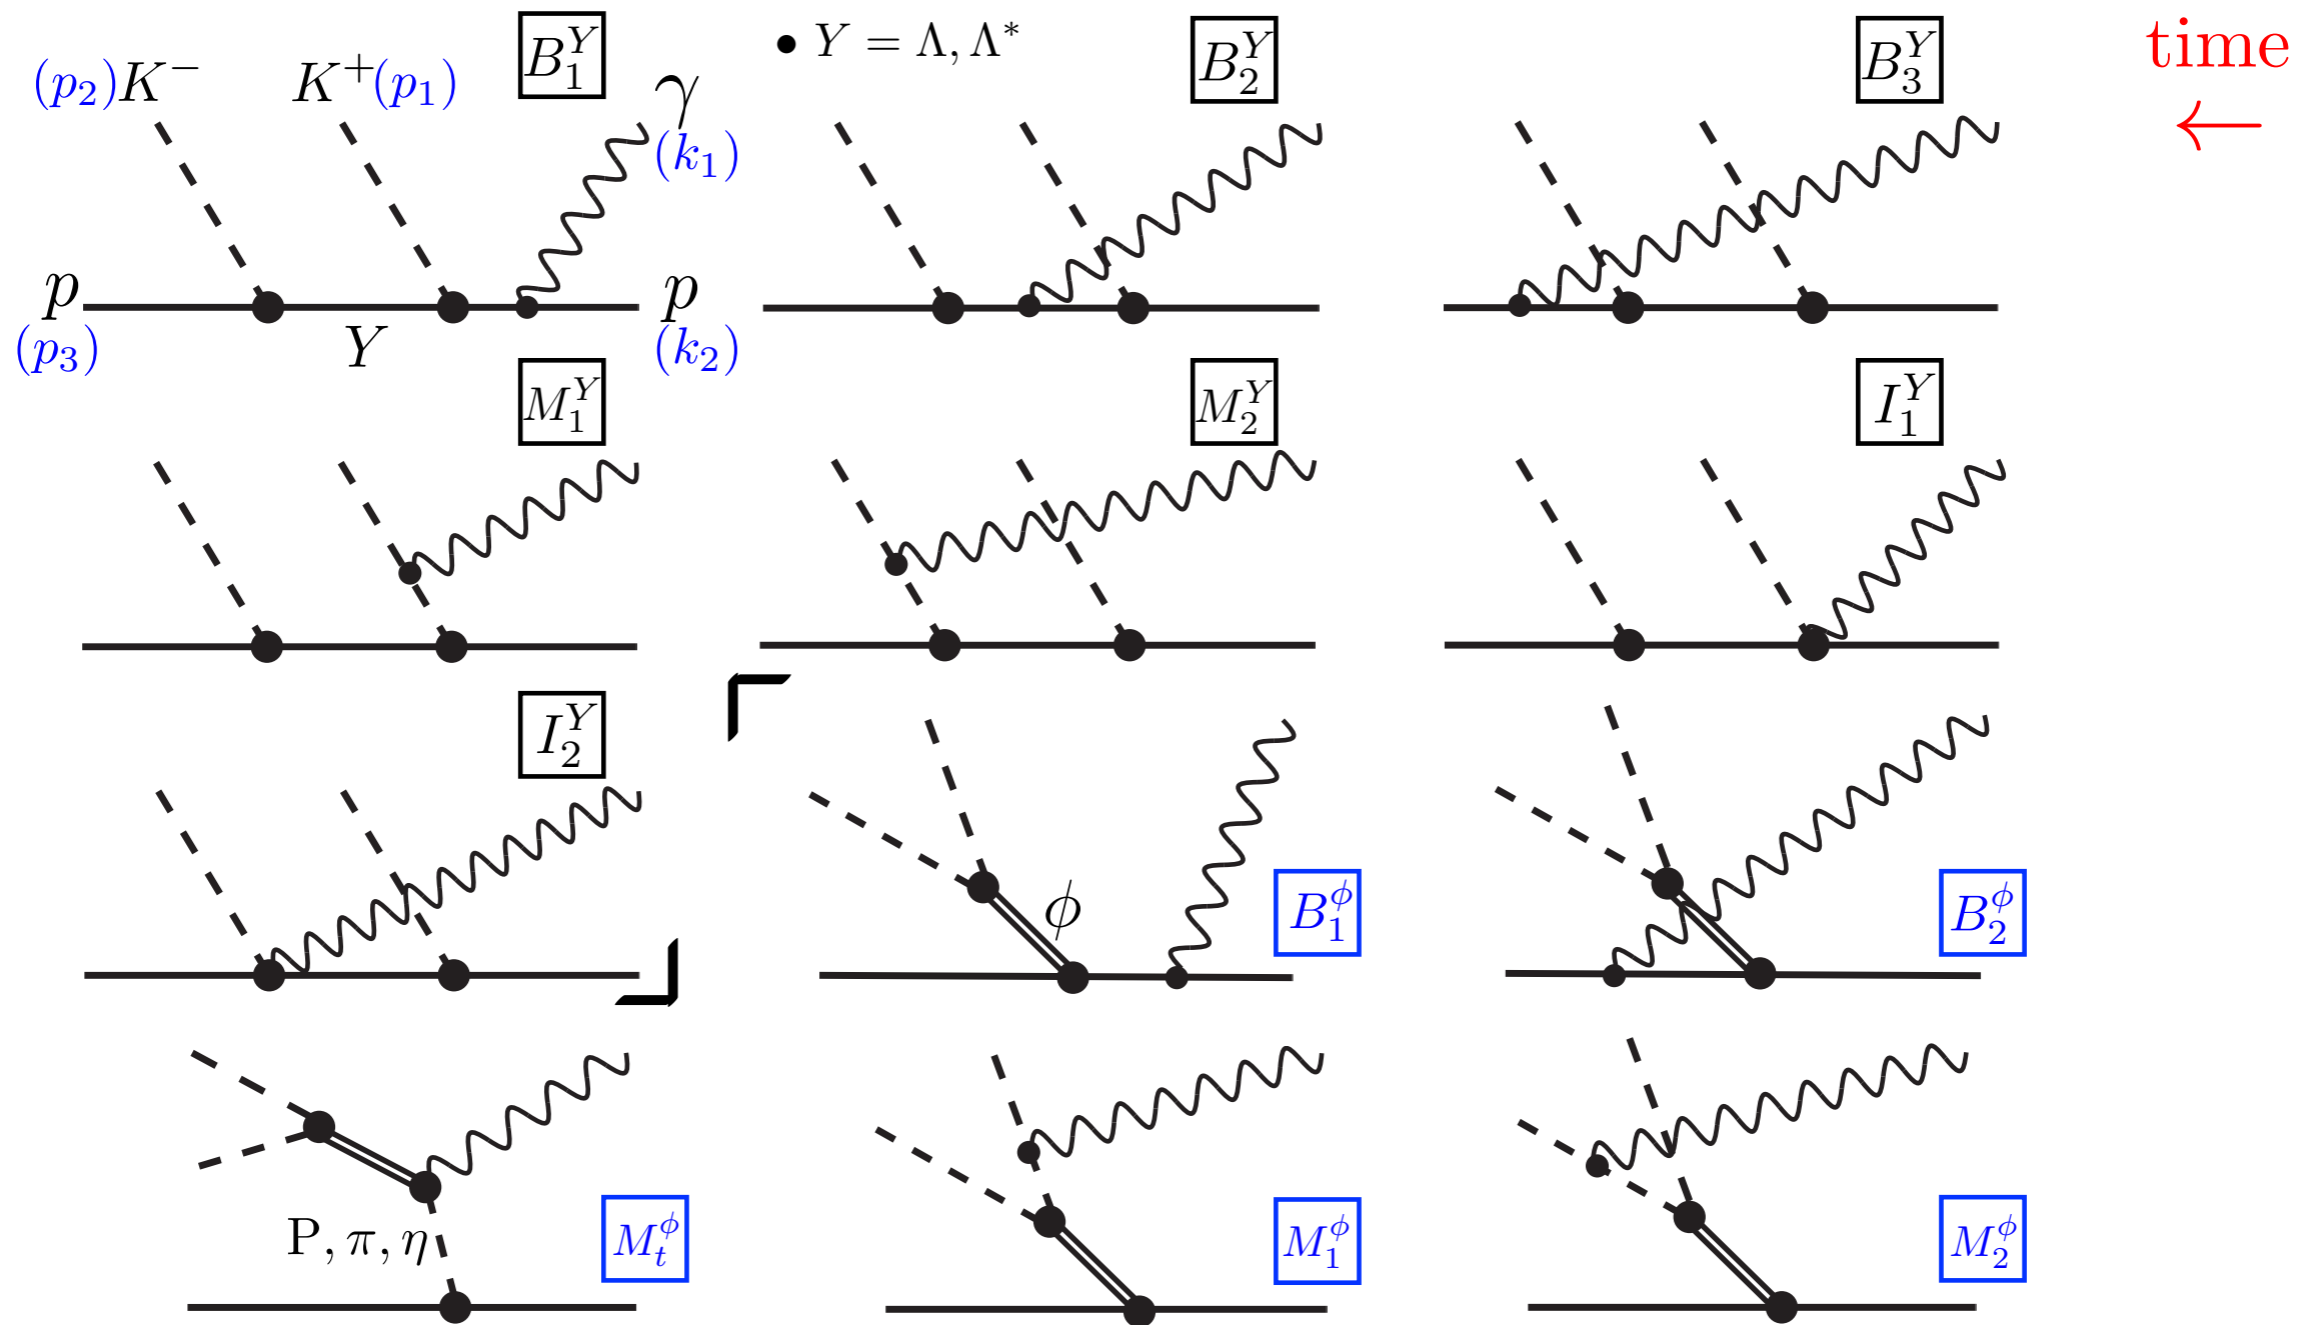 B_1^Y
• Y = Λ, Λ*
B_2^Y
B_3^Y
time
←
(p_2)K^-
K^+(p_1)
γ
(k_1)
p
(p_3)
Y
p
(k_2)
M_1^Y
M_2^Y
I_1^Y
I_2^Y
ϕ
B_1^ϕ
B_2^ϕ
P, π, η
M_t^ϕ
M_1^ϕ
M_2^ϕ